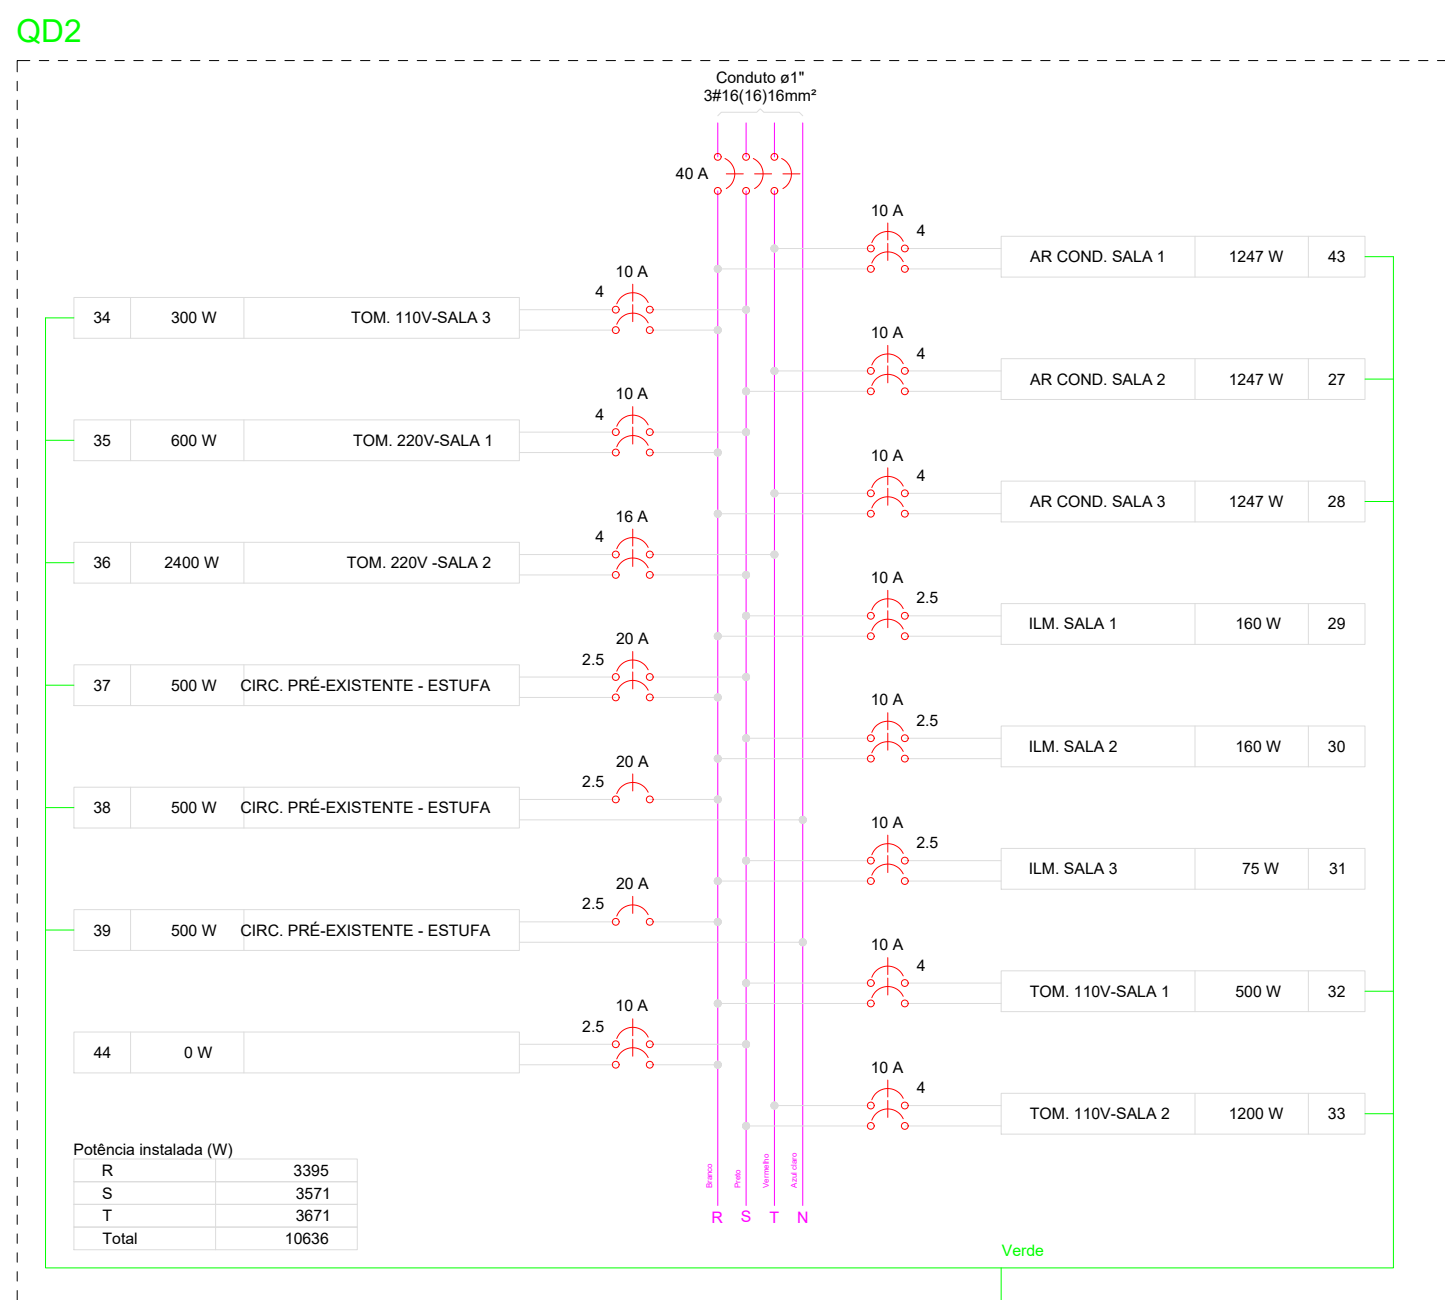 QD2
Conduto ø1"
3#16(16)16mm²
40 A
10 A
4
AR COND. SALA 1 1247 W 43
10 A
4
34 300 W TOM. 110V-SALA 3
10 A
4
AR COND. SALA 2 1247 W 27
10 A
4
35 600 W TOM. 220V-SALA 1
10 A
4
AR COND. SALA 3 1247 W 28
16 A
4
36 2400 W TOM. 220V -SALA 2
10 A
2.5
ILM. SALA 1 160 W 29
20 A
2.5
37 500 W CIRC. PRÉ-EXISTENTE - ESTUFA
10 A
2.5
ILM. SALA 2 160 W 30
20 A
2.5
38 500 W CIRC. PRÉ-EXISTENTE - ESTUFA
10 A
2.5
ILM. SALA 3 75 W 31
20 A
2.5
39 500 W CIRC. PRÉ-EXISTENTE - ESTUFA
10 A
4
TOM. 110V-SALA 1 500 W 32
10 A
2.5
44 0 W
10 A
4
TOM. 110V-SALA 2 1200 W 33
Potência instalada (W)
R 3395
S 3571
T 3671
Total 10636
Branco
Preto
Vermelho
Azul claro
R S T N
Verde